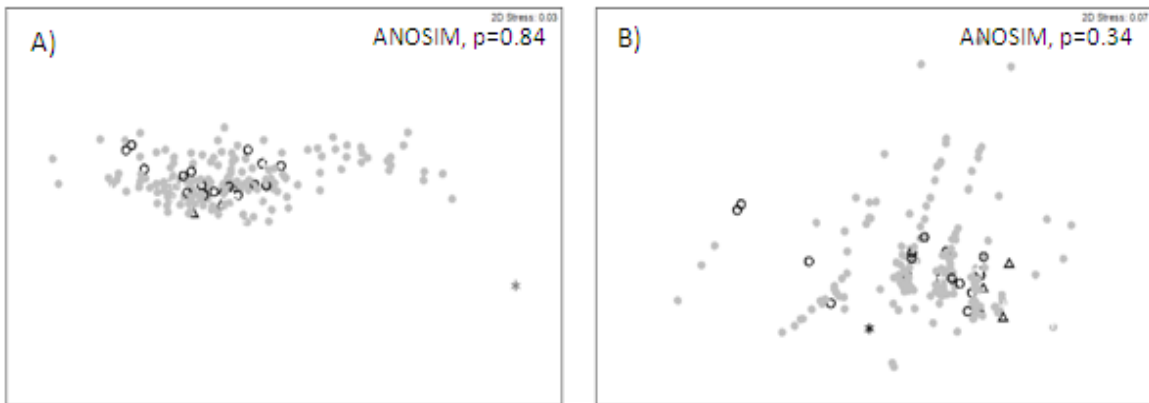 2D Stress: 0.03
A)
ANOSIM, p=0.84
2D Stress: 0.07
B)
ANOSIM, p=0.34